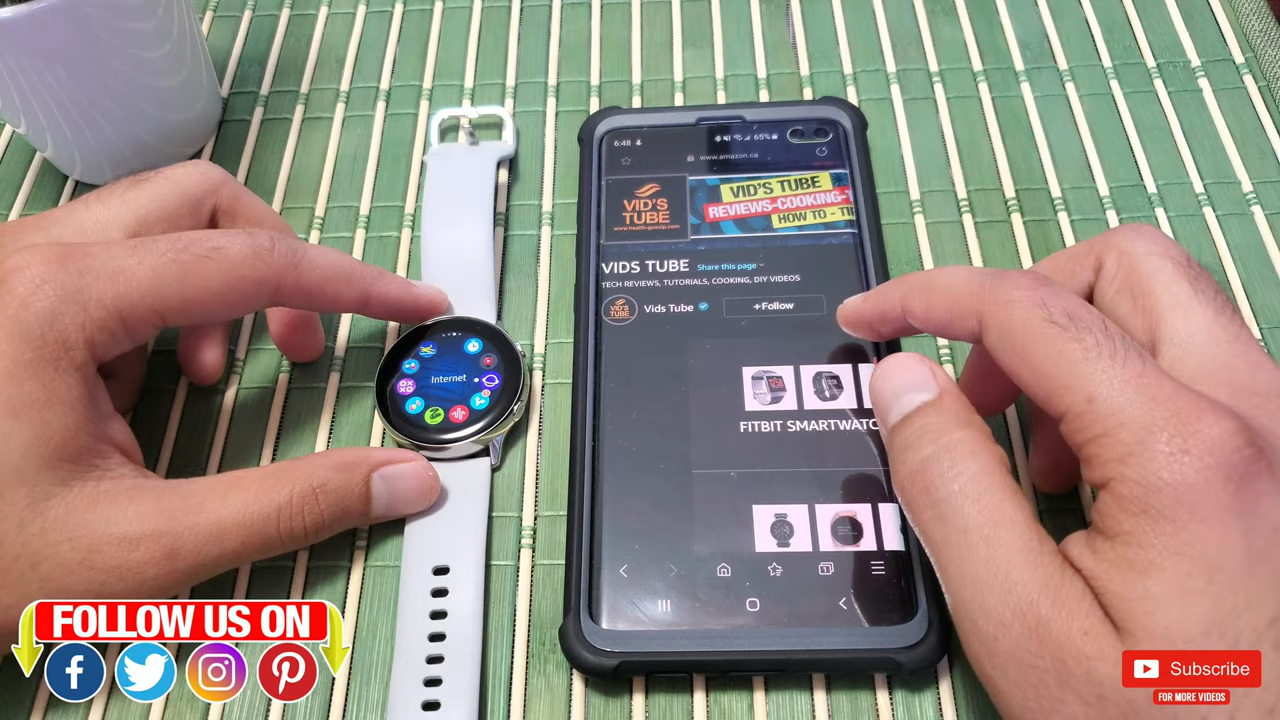 6:48
65%
www.amazon.ca
VID'S
TUBE
www.health-gossip.com
VID'S TUBE
REVIEWS-COOKING-
HOW TO - TI
VIDS TUBE
Share this page
TECH REVIEWS, TUTORIALS, COOKING, DIY VIDEOS
VID'S
TUBE
Vids Tube
+Follow
Internet
FITBIT SMARTWATC
1
FOLLOW US ON
Subscribe
FOR MORE VIDEOS